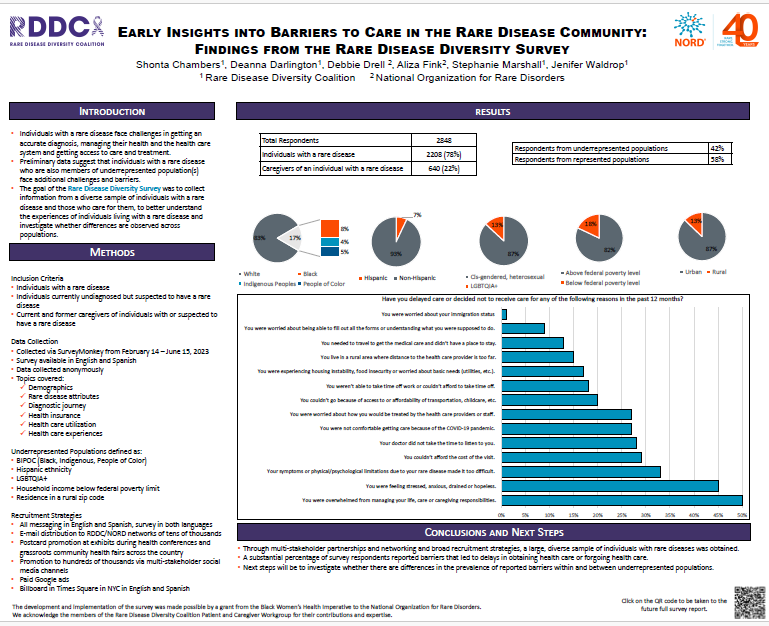 RDDC
RARE DISEASE DIVERSITY COALITION
EARLY INSIGHTS INTO BARRIERS TO CARE IN THE RARE DISEASE COMMUNITY:
FINDINGS FROM THE RARE DISEASE DIVERSITY SURVEY
Shonta Chambers¹, Deanna Darlington¹, Debbie Drell ², Aliza Fink², Stephanie Marshall¹, Jenifer Waldrop¹
¹ Rare Disease Diversity Coalition ² National Organization for Rare Disorders
NORD®
40
YEARS
INTRODUCTION
• Individuals with a rare disease face challenges in getting an
accurate diagnosis, managing their health and the health care
system and getting access to care and treatment.
• Preliminary data suggest that individuals with a rare disease
who are also members of underrepresented population(s)
face additional challenges and barriers.
• The goal of the Rare Disease Diversity Survey was to collect
information from a diverse sample of individuals with a rare
disease and those who care for them, to better understand
the experiences of individuals living with a rare disease and
investigate whether differences are observed across
populations.
METHODS
Inclusion Criteria
• Individuals with a rare disease
• Individuals currently undiagnosed but suspected to have a rare
disease
• Current and former caregivers of individuals with or suspected to
have a rare disease
Data Collection
• Collected via SurveyMonkey from February 14 – June 15, 2023
• Survey available in English and Spanish
• Data collected anonymously
• Topics covered:
✓ Demographics
✓ Rare disease attributes
✓ Diagnostic journey
✓ Health insurance
✓ Health care utilization
✓ Health care experiences
Underrepresented Populations defined as:
• BIPOC (Black, Indigenous, People of Color)
• Hispanic ethnicity
• LGBTQIA+
• Household income below federal poverty limit
• Residence in a rural zip code
Recruitment Strategies
• All messaging in English and Spanish, survey in both languages
• E-mail distribution to RDDC/NORD networks of tens of thousands
• Postcard promotion at exhibits during health conferences and
grassroots community health fairs across the country
• Promotion to hundreds of thousands via multi-stakeholder social
media channels
• Paid Google ads
• Billboard in Times Square in NYC in English and Spanish
RESULTS
Total Respondents 2848
Individuals with a rare disease 2208 (78%)
Caregivers of an individual with a rare disease 640 (22%)
Respondents from underrepresented populations 42%
Respondents from represented populations 58%
83% 17% 8% 4% 5%
• White • Black
• Indigenous Peoples • People of Color
7% 93%
• Hispanic • Non-Hispanic
13% 87%
• Cis-gendered, heterosexual
• LGBTQIA+
18% 82%
• Above federal poverty level
• Below federal poverty level
13% 87%
• Urban • Rural
Have you delayed care or decided not to receive care for any of the following reasons in the past 12 months?
You were worried about your immigration status
You were worried about being able to fill out all the forms or understanding what you were supposed to do.
You needed to travel to get the medical care and didn't have a place to stay.
You live in a rural area where distance to the health care provider is too far.
You were experiencing housing instability, food insecurity or worried about basic needs (utilities, etc.).
You weren't able to take time off work or couldn't afford to take time off.
You couldn't go because of access to or affordability of transportation, childcare, etc.
You were worried about how you would be treated by the health care providers or staff.
You were not comfortable getting care because of the COVID-19 pandemic.
Your doctor did not take the time to listen to you.
You couldn't afford the cost of the visit.
Your symptoms or physical/psychological limitations due to your rare disease made it too difficult.
You were feeling stressed, anxious, drained or hopeless.
You were overwhelmed from managing your life, care or caregiving responsibilities.
0% 5% 10% 15% 20% 25% 30% 35% 40% 45% 50%
CONCLUSIONS AND NEXT STEPS
• Through multi-stakeholder partnerships and networking and broad recruitment strategies, a large, diverse sample of individuals with rare diseases was obtained.
• A substantial percentage of survey respondents reported barriers that led to delays in obtaining health care or forgoing health care.
• Next steps will be to investigate whether there are differences in the prevalence of reported barriers within and between underrepresented populations.
The development and implementation of the survey was made possible by a grant from the Black Women's Health Imperative to the National Organization for Rare Disorders.
We acknowledge the members of the Rare Disease Diversity Coalition Patient and Caregiver Workgroup for their contributions and expertise.
Click on the QR code to be taken to the
future full survey report.